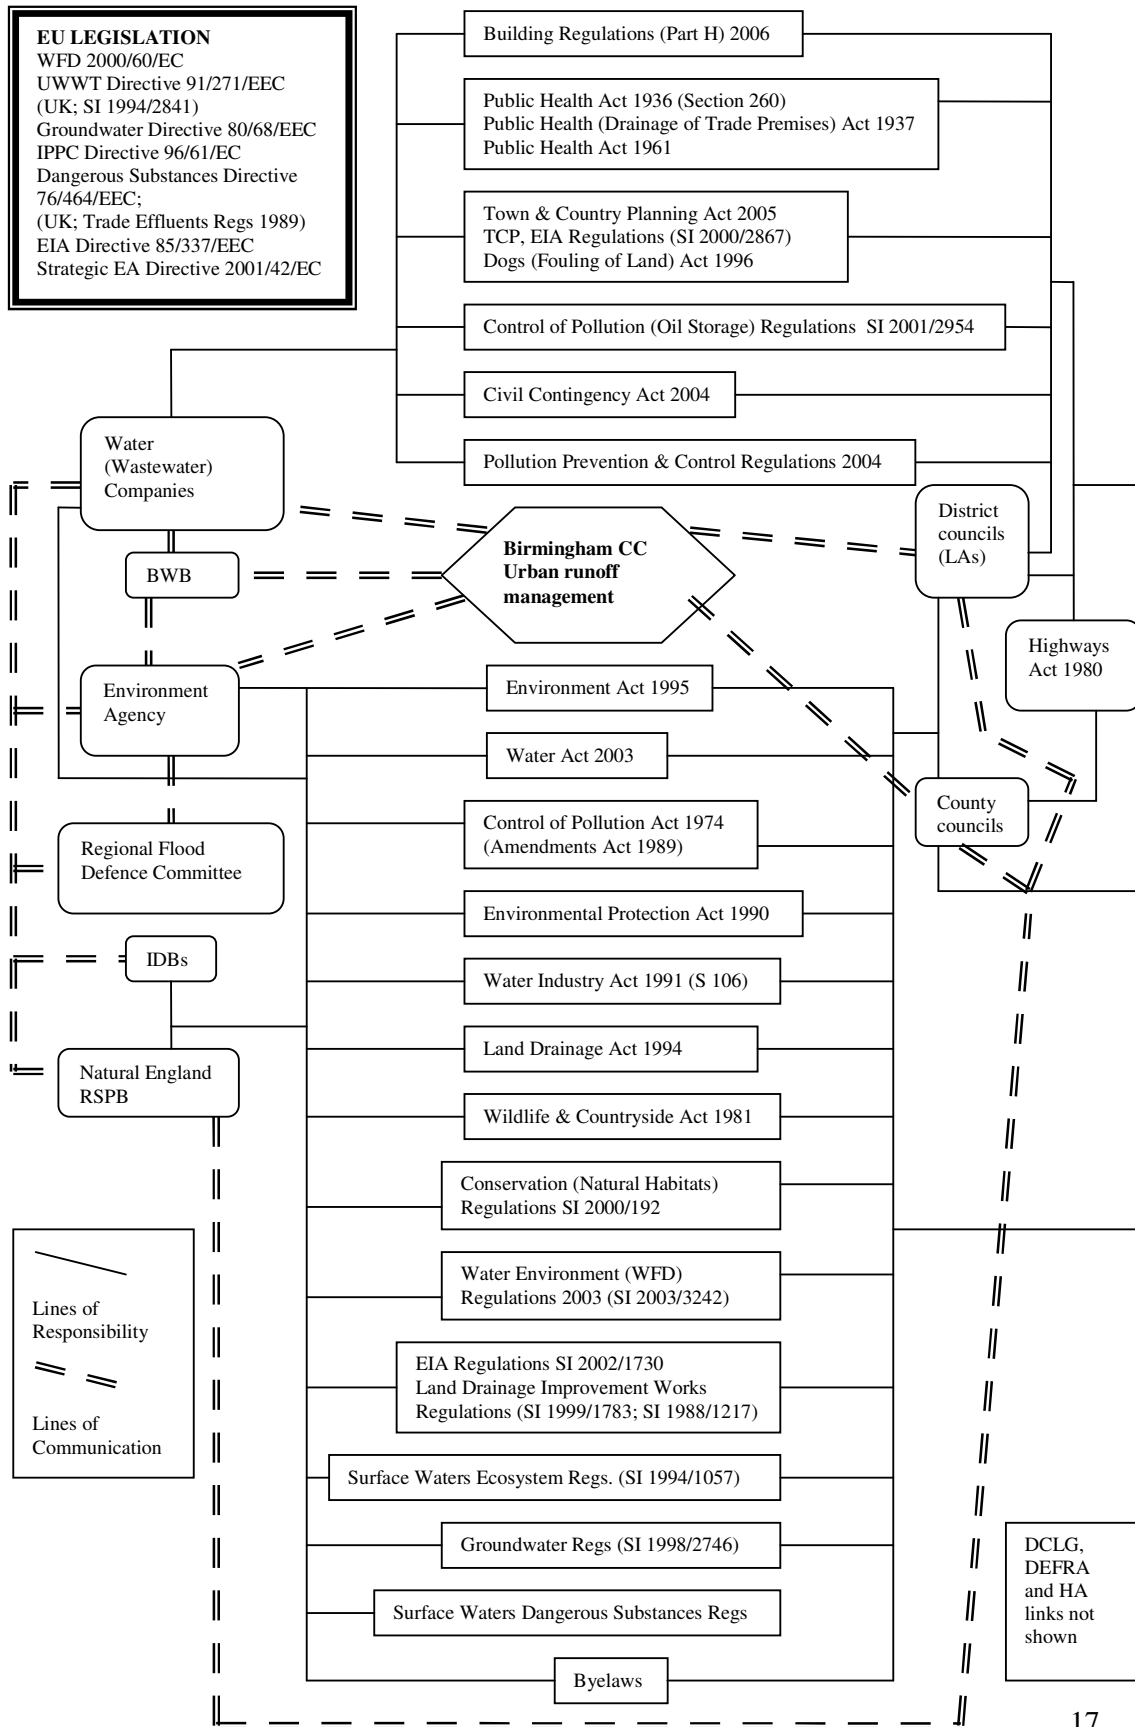 EU LEGISLATION
WFD 2000/60/EC
UWWT Directive 91/271/EEC
(UK; SI 1994/2841)
Groundwater Directive 80/68/EEC
IPPC Directive 96/61/EC
Dangerous Substances Directive
76/464/EEC;
(UK; Trade Effluents Regs 1989)
EIA Directive 85/337/EEC
Strategic EA Directive 2001/42/EC
Building Regulations (Part H) 2006
Public Health Act 1936 (Section 260)
Public Health (Drainage of Trade Premises) Act 1937
Public Health Act 1961
Town & Country Planning Act 2005
TCP, EIA Regulations (SI 2000/2867)
Dogs (Fouling of Land) Act 1996
Control of Pollution (Oil Storage) Regulations SI 2001/2954
Civil Contingency Act 2004
Pollution Prevention & Control Regulations 2004
Water
(Wastewater)
Companies
BWB
Birmingham CC
Urban runoff
management
District
councils
(LAs)
Highways
Act 1980
Environment
Agency
County
councils
Regional Flood
Defence Committee
IDBs
Natural England
RSPB
Environment Act 1995
Water Act 2003
Control of Pollution Act 1974
(Amendments Act 1989)
Environmental Protection Act 1990
Water Industry Act 1991 (S 106)
Land Drainage Act 1994
Wildlife & Countryside Act 1981
Conservation (Natural Habitats)
Regulations SI 2000/192
Water Environment (WFD)
Regulations 2003 (SI 2003/3242)
EIA Regulations SI 2002/1730
Land Drainage Improvement Works
Regulations (SI 1999/1783; SI 1988/1217)
Surface Waters Ecosystem Regs. (SI 1994/1057)
Groundwater Regs (SI 1998/2746)
Surface Waters Dangerous Substances Regs
Byelaws
Lines of
Responsibility
Lines of
Communication
DCLG,
DEFRA
and HA
links not
shown
17